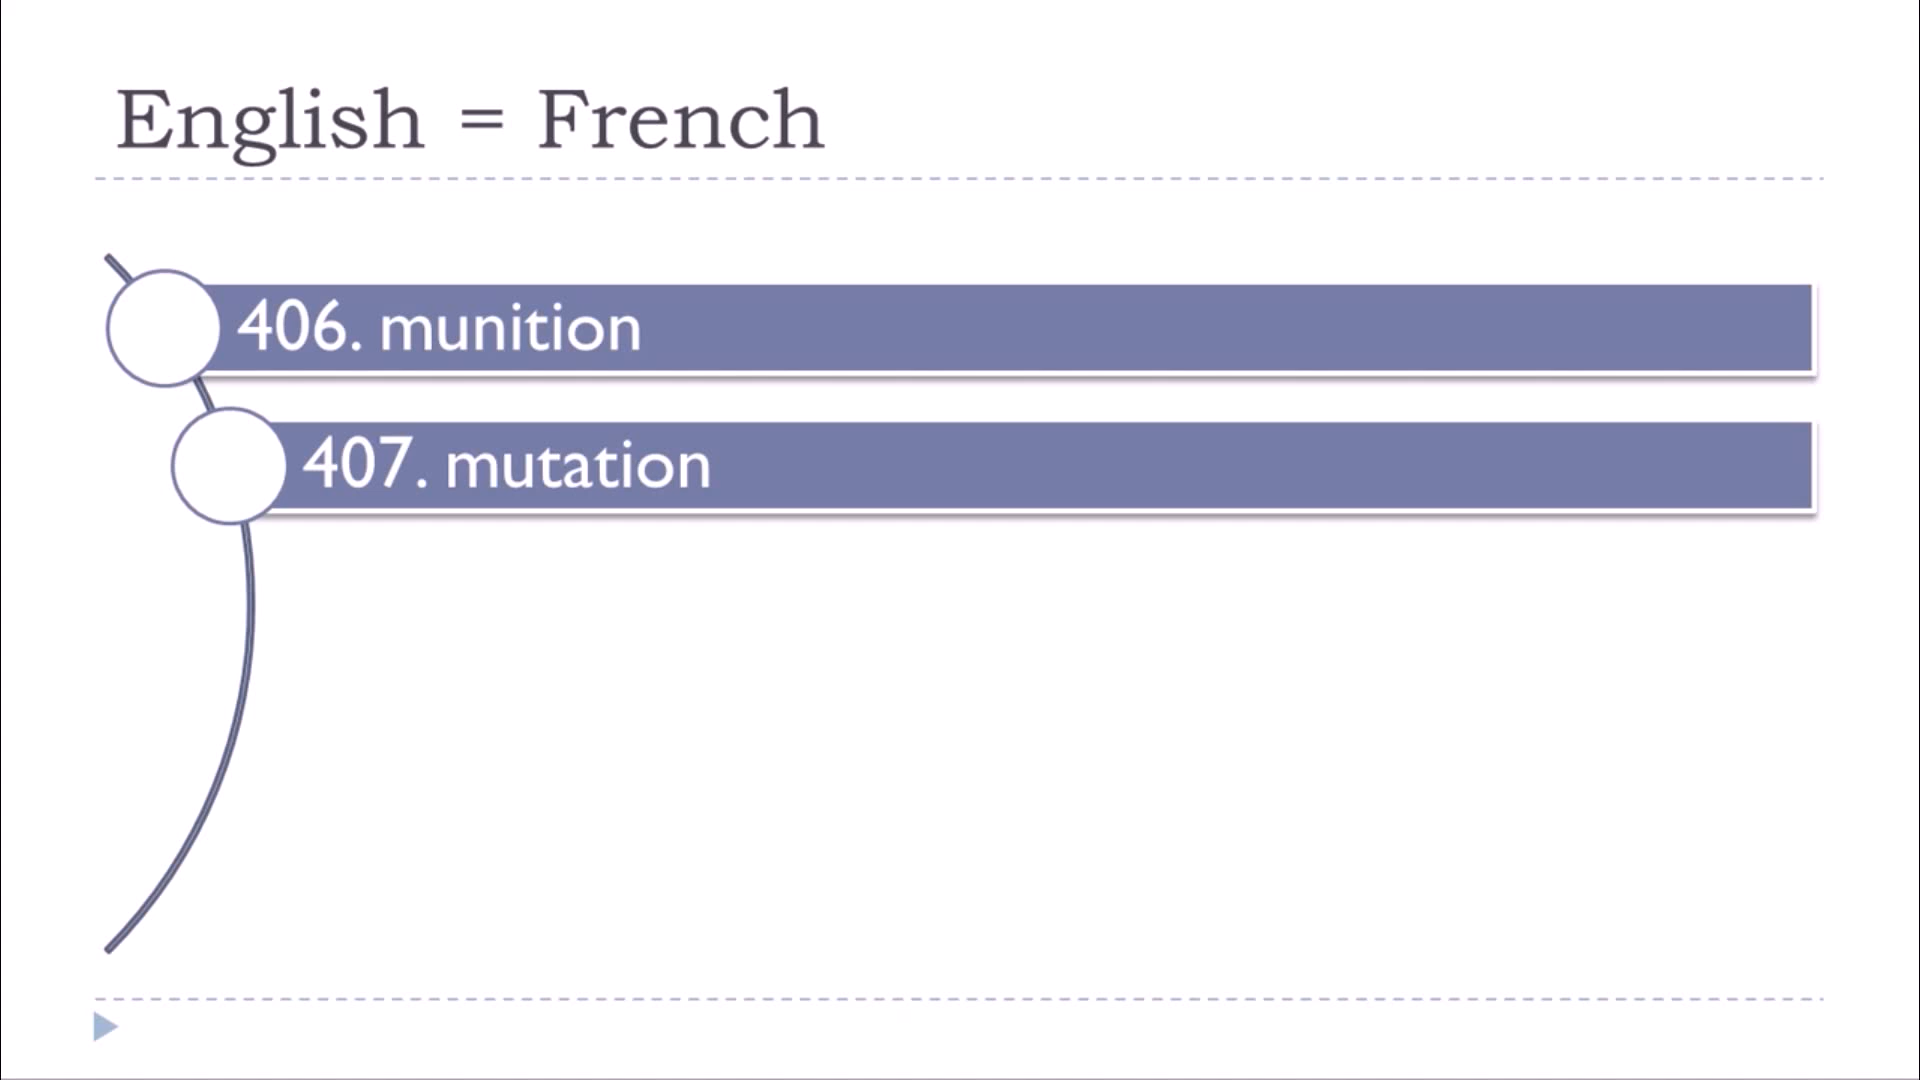 English = French
406. munition
407. mutation